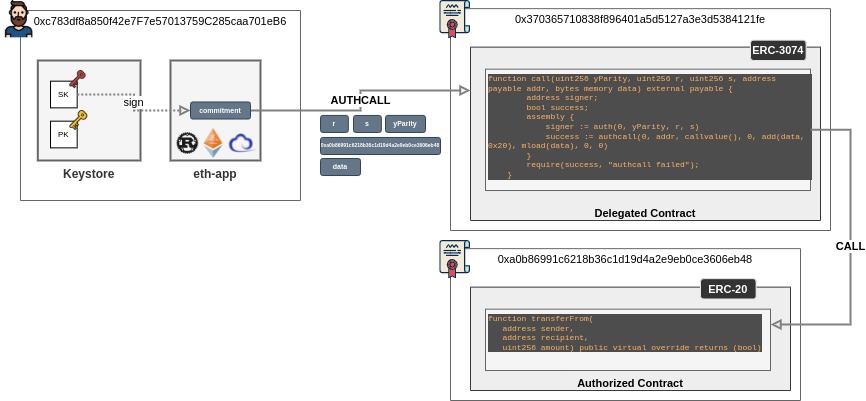 0xc783df8a850f42e7F7e57013759C285caa701eB6
SK
PK
sign
Keystore
commitment
eth-app
AUTHCALL
r
s
yParity
0xa0b86991c6218b36c1d19d4a2e9eb0ce3606eb48
data
0x370365710838f896401a5d5127a3e3d5384121fe
ERC-3074
function call(uint256 yParity, uint256 r, uint256 s, address
payable addr, bytes memory data) external payable {
address signer;
bool success;
assembly {
signer := auth(0, yParity, r, s)
success := authcall(0, addr, callvalue(), 0, add(data,
0x20), mload(data), 0, 0)
}
require(success, "authcall failed");
}
Delegated Contract
CALL
0xa0b86991c6218b36c1d19d4a2e9eb0ce3606eb48
ERC-20
function transferFrom(
address sender,
address recipient,
uint256 amount) public virtual override returns (bool)
Authorized Contract